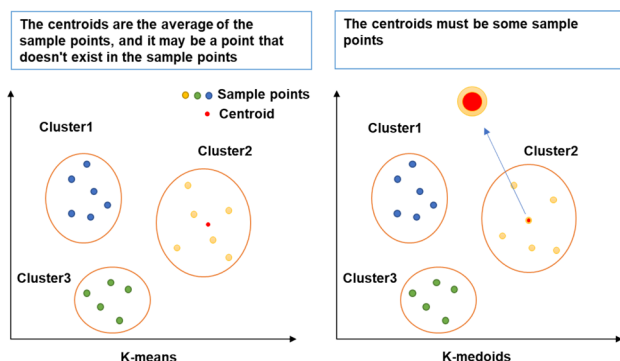 The centroids are the average of the
sample points, and it may be a point that
doesn't exist in the sample points
The centroids must be some sample
points
Sample points
Centroid
Cluster1
Cluster2
Cluster3
K-means
Cluster1
Cluster2
Cluster3
K-medoids